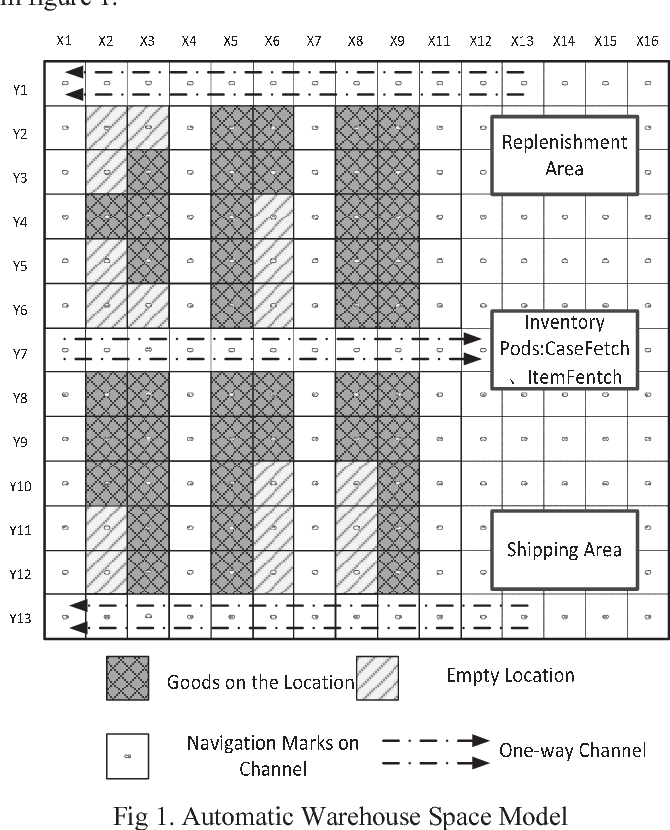 in figure 1.
X1 X2 X3 X4 X5 X6 X7 X8 X9 X11 X12 X13 X14 X15 X16
Y1
Y2
Replenishment
Area
Y3
Y4
Y5
Y6
Inventory
Pods:CaseFetch
、ItemFentch
Y7
Y8
Y9
Y10
Y11
Shipping Area
Y12
Y13
Goods on the Location
Empty Location
Navigation Marks on
Channel
One-way Channel
Fig 1. Automatic Warehouse Space Model